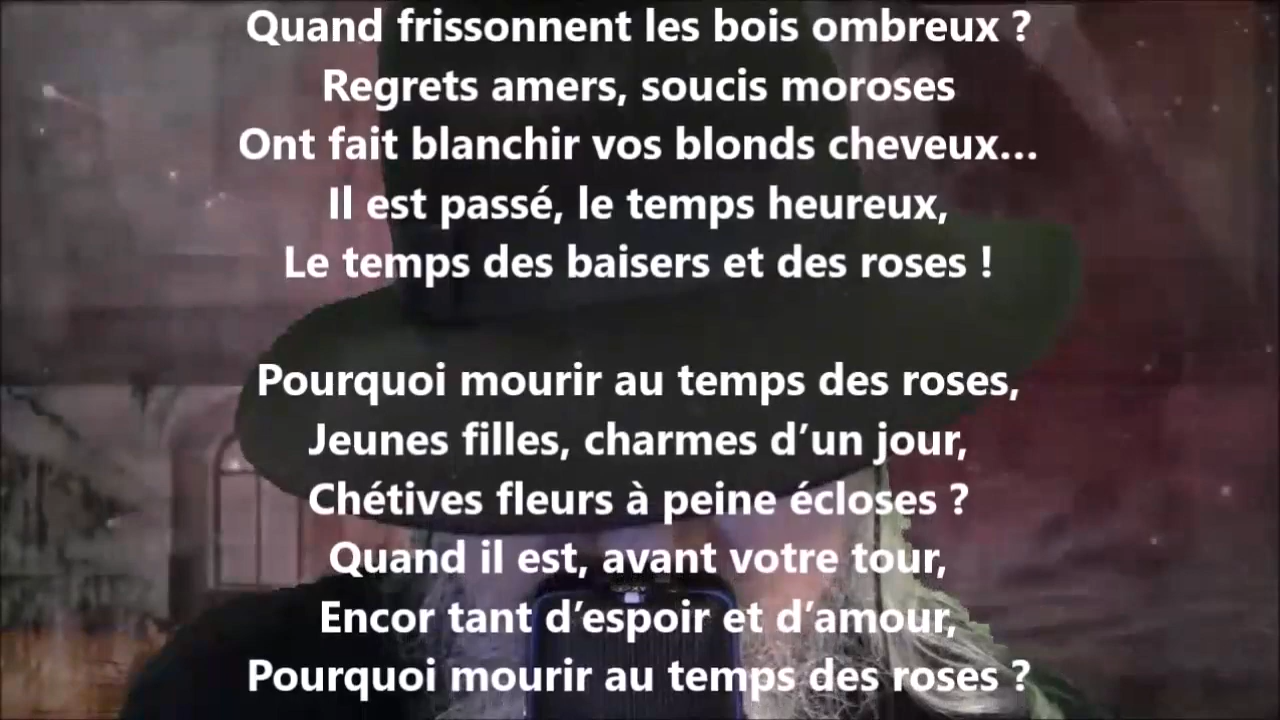 Quand frissonnent les bois ombreux ?
Regrets amers, soucis moroses
Ont fait blanchir vos blonds cheveux...
Il est passé, le temps heureux,
Le temps des baisers et des roses !
Pourquoi mourir au temps des roses,
Jeunes filles, charmes d’un jour,
Chétives fleurs à peine écloses ?
Quand il est, avant votre tour,
Encor tant d’espoir et d’amour,
Pourquoi mourir au temps des roses ?